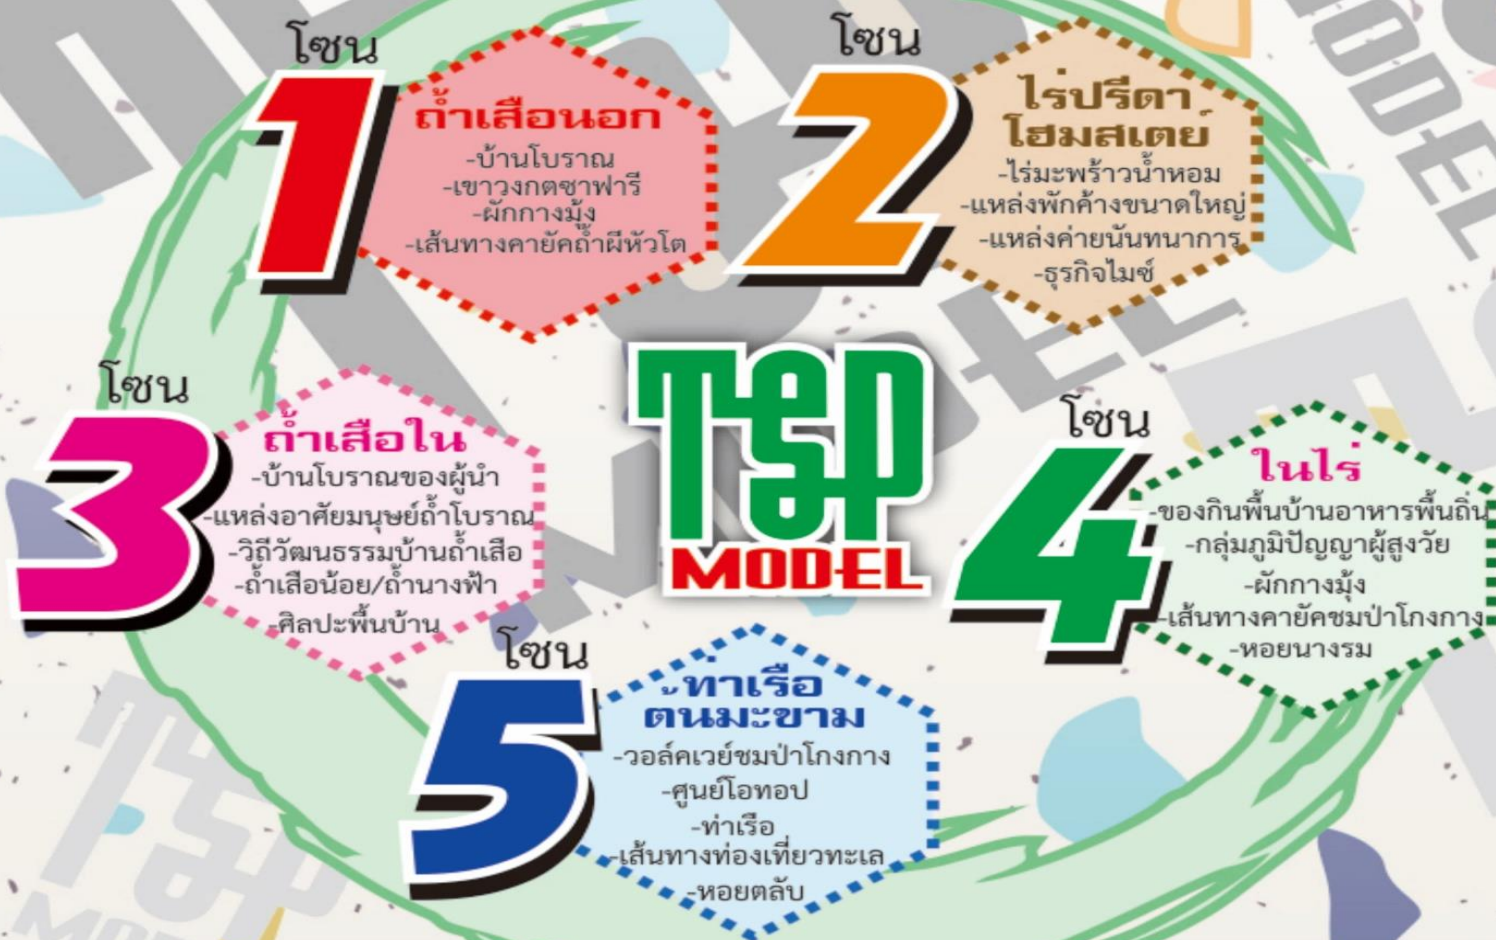 โซน
1
ถ้ำเสือนอก
-บ้านโบราณ
-เขาวงกตซาฟารี
-ผักกางมุ้ง
-เส้นทางคายัคถ้ำผีหัวโต
โซน
2
ไร่ปรีดา
โฮมสเตย์
-ไร่มะพร้าวน้ำหอม
-แหล่งพักค้างขนาดใหญ่
-แหล่งค่ายนันทนาการ
-ธุรกิจไมซ์
โซน
3
ถ้ำเสือใน
-บ้านโบราณของผู้นำ
-แหล่งอาศัยมนุษย์ถ้ำโบราณ
-วิถีวัฒนธรรมบ้านถ้ำเสือ
-ถ้ำเสือน้อย/ถ้ำนางฟ้า
-ศิลปะพื้นบ้าน
TSP
MODEL
โซน
4
ในไร่
-ของกินพื้นบ้านอาหารพื้นถิ่น
-กลุ่มภูมิปัญญาผู้สูงวัย
-ผักกางมุ้ง
-เส้นทางคายัคชมป่าโกงกาง
-หอยนางรม
โซน
5
ท่าเรือ
ต้นมะขาม
-วอล์คเวย์ชมป่าโกงกาง
-ศูนย์โอทอป
-ท่าเรือ
-เส้นทางท่องเที่ยวทะเล
-หอยตลับ